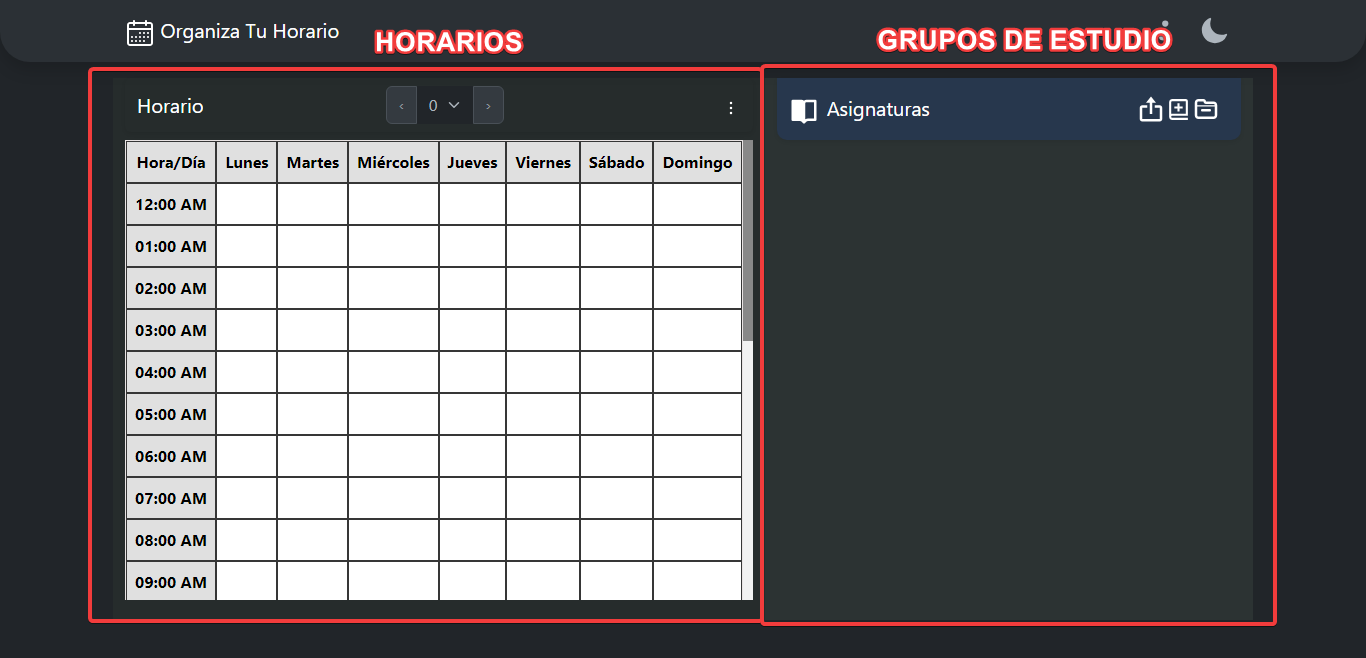 Organiza Tu Horario
HORARIOS
GRUPOS DE ESTUDIO
Horario
‹ 0 ›
Asignaturas
Hora/Día Lunes Martes Miércoles Jueves Viernes Sábado Domingo
12:00 AM
01:00 AM
02:00 AM
03:00 AM
04:00 AM
05:00 AM
06:00 AM
07:00 AM
08:00 AM
09:00 AM